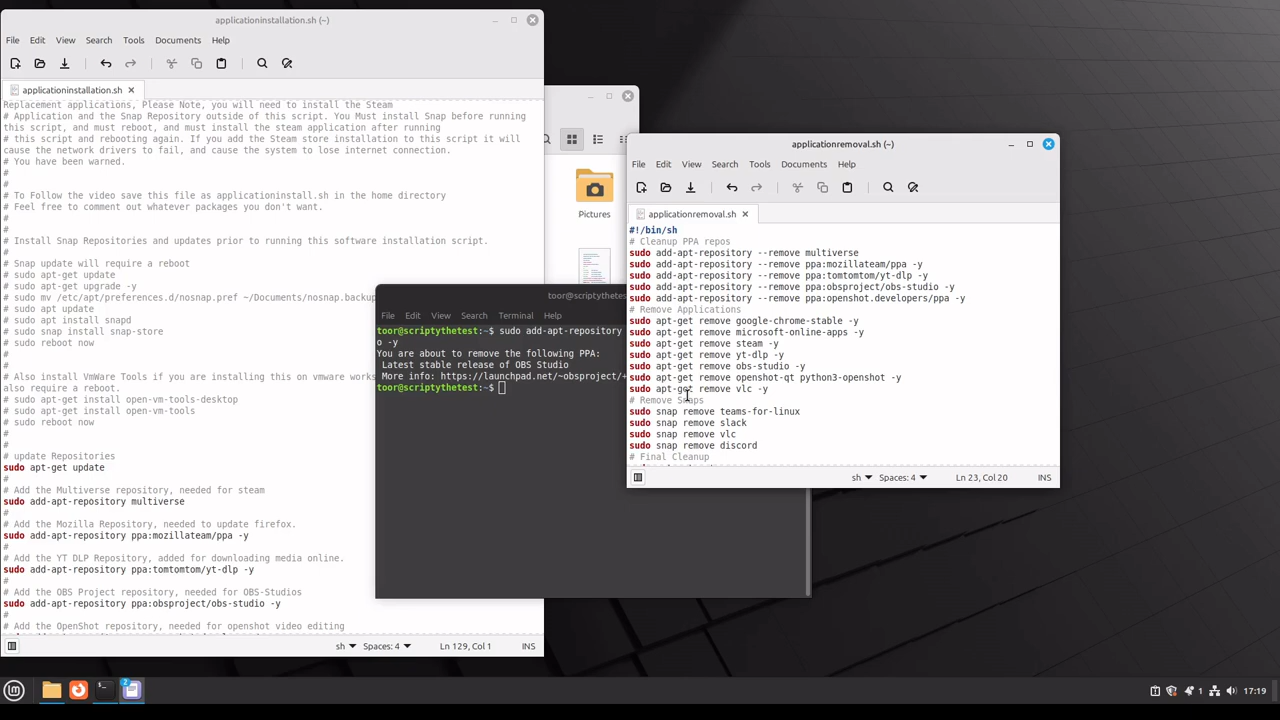 applicationinstallation.sh (~)
File Edit View Search Tools Documents Help
applicationinstallation.sh
Replacement applications, Please Note, you will need to install the Steam
# Application and the Snap Repository outside of this script. You Must install Snap before running
this script, and must reboot, and must install the steam application after running
# this script and rebooting again. If you add the Steam store installation to this script it will
cause the network drivers to fail, and cause the system to lose internet connection.
# You have been warned.
#
#
# To Follow the video save this file as applicationinstall.sh in the home directory
# Feel free to comment out whatever packages you don't want.
#
#
# Install Snap Repositories and updates prior to running this software installation script.
#
# Snap update will require a reboot
# sudo apt-get update
# sudo apt-get upgrade -y
# sudo mv /etc/apt/preferences.d/nosnap.pref ~/Documents/nosnap.backup
# sudo apt update
# sudo apt install snapd
# sudo snap install snap-store
# sudo reboot now
#
#
# Also install VmWare Tools if you are installing this on vmware works
also require a reboot.
# sudo apt-get install open-vm-tools-desktop
# sudo apt-get install open-vm-tools
# sudo reboot now
#
#
# update Repositories
sudo apt-get update
#
# Add the Multiverse repository, needed for steam
sudo add-apt-repository multiverse
#
# Add the Mozilla Repository, needed to update firefox.
sudo add-apt-repository ppa:mozillateam/ppa -y
#
# Add the YT DLP Repository, added for downloading media online.
sudo add-apt-repository ppa:tomtomtom/yt-dlp -y
#
# Add the OBS Project repository, needed for OBS-Studios
sudo add-apt-repository ppa:obsproject/obs-studio -y
#
# Add the OpenShot repository, needed for openshot video editing
sh Spaces: 4 Ln 129, Col 1 INS
Pictures
toor@scriptythetest
File Edit View Search Terminal Help
toor@scriptythetest:~$ sudo add-apt-repository
o -y
You are about to remove the following PPA:
Latest stable release of OBS Studio
More info: https://launchpad.net/~obsproject/+
toor@scriptythetest:~$
applicationremoval.sh (~)
File Edit View Search Tools Documents Help
applicationremoval.sh
#!/bin/sh
# Cleanup PPA repos
sudo add-apt-repository --remove multiverse
sudo add-apt-repository --remove ppa:mozillateam/ppa -y
sudo add-apt-repository --remove ppa:tomtomtom/yt-dlp -y
sudo add-apt-repository --remove ppa:obsproject/obs-studio -y
sudo add-apt-repository --remove ppa:openshot.developers/ppa -y
# Remove Applications
sudo apt-get remove google-chrome-stable -y
sudo apt-get remove microsoft-online-apps -y
sudo apt-get remove steam -y
sudo apt-get remove yt-dlp -y
sudo apt-get remove obs-studio -y
sudo apt-get remove openshot-qt python3-openshot -y
sudo apt-get remove vlc -y
# Remove Snaps
sudo snap remove teams-for-linux
sudo snap remove slack
sudo snap remove vlc
sudo snap remove discord
# Final Cleanup
sh Spaces: 4 Ln 23, Col 20 INS
2
1 17:19